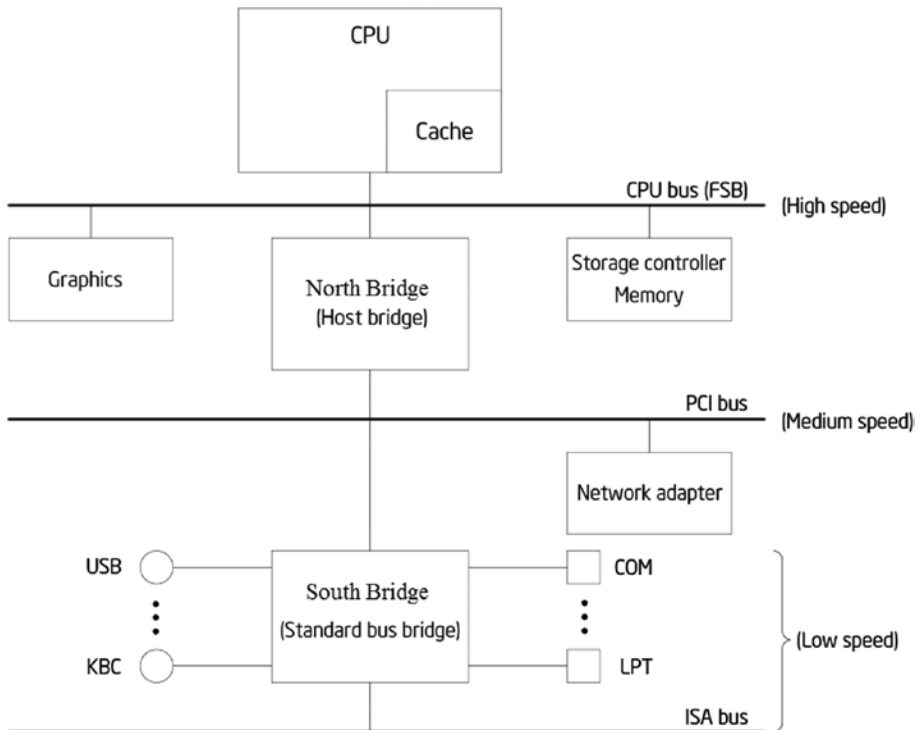 CPU
Cache
CPU bus (FSB)
(High speed)
Graphics
North Bridge
(Host bridge)
Storage controller
Memory
PCI bus
(Medium speed)
Network adapter
USB
South Bridge
(Standard bus bridge)
COM
(Low speed)
KBC
LPT
ISA bus